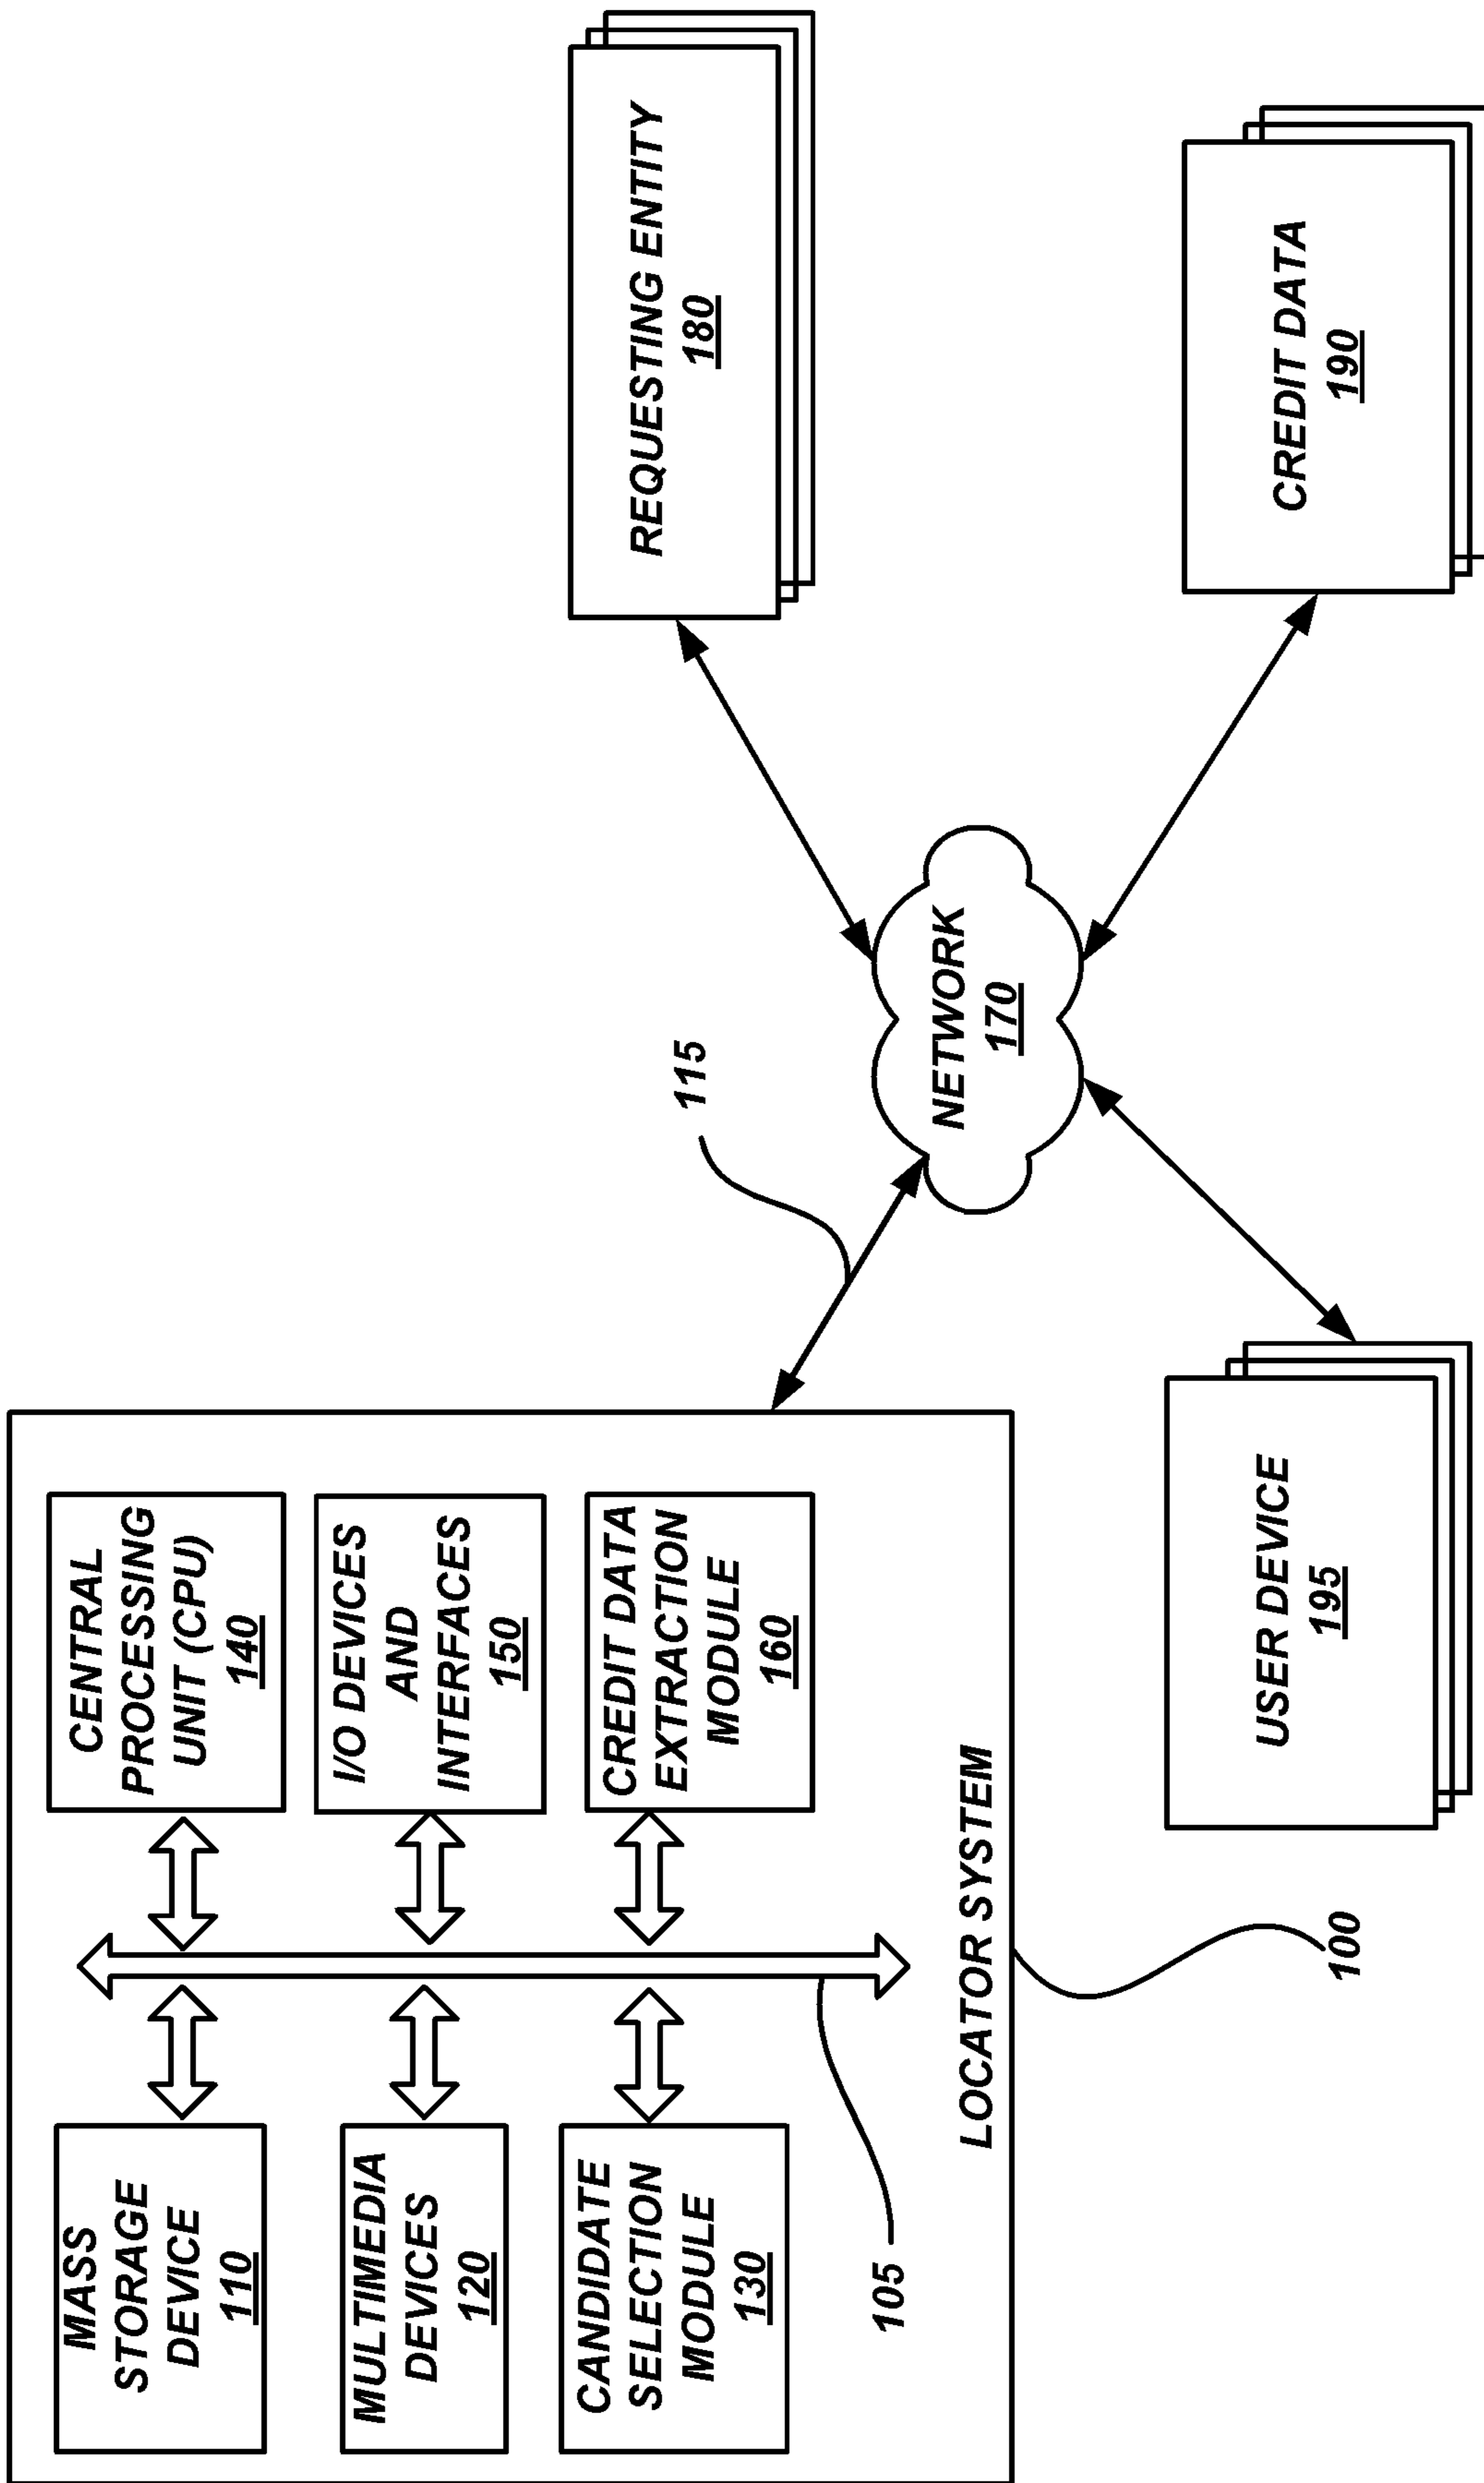 MASS
STORAGE
DEVICE
110
MULTIMEDIA
DEVICES
120
CANDIDATE
SELECTION
MODULE
130
CENTRAL
PROCESSING
UNIT (CPU)
140
I/O DEVICES
AND
INTERFACES
150
CREDIT DATA
EXTRACTION
MODULE
160
105
LOCATOR SYSTEM
100
115
NETWORK
170
REQUESTING ENTITY
180
CREDIT DATA
190
USER DEVICE
195